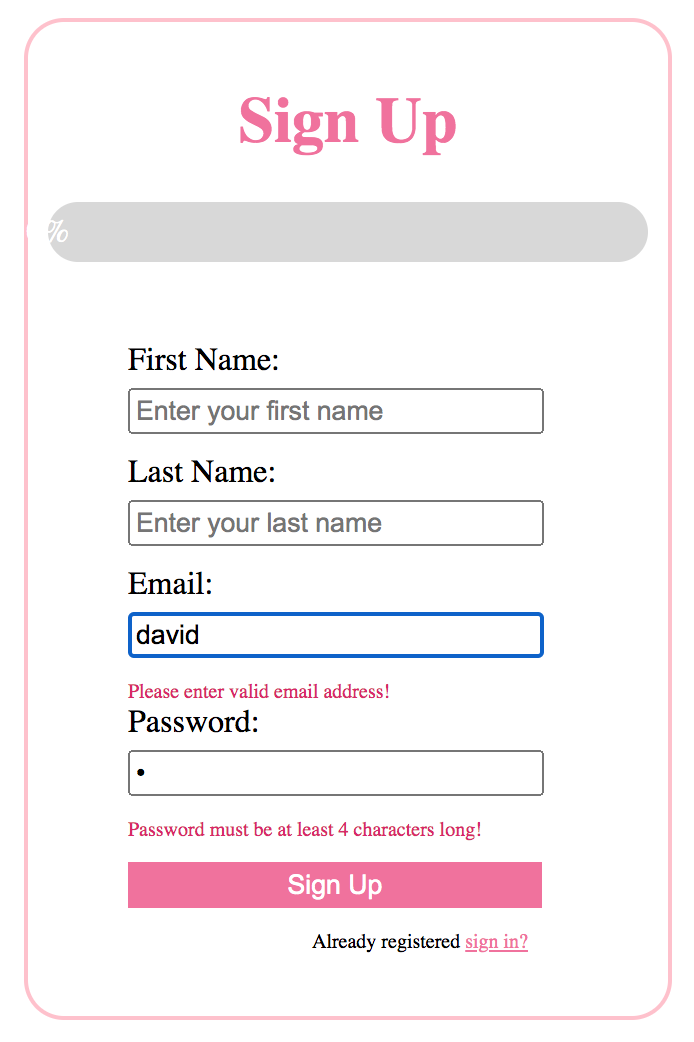 Sign Up
%
First Name:
Enter your first name
Last Name:
Enter your last name
Email:
david
Please enter valid email address!
Password:
•
Password must be at least 4 characters long!
Sign Up
Already registered sign in?